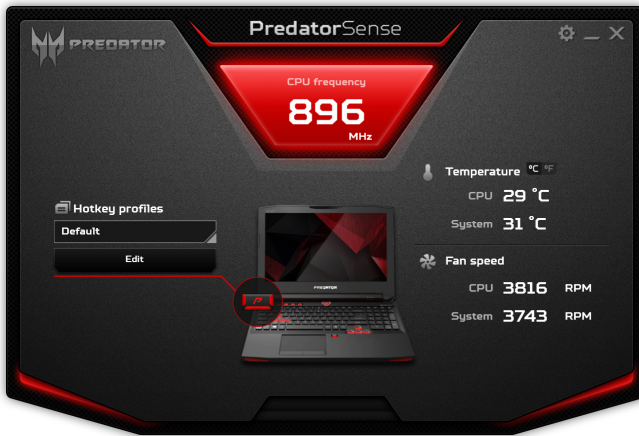 PredatorSense
PREDATOR
CPU frequency
896
MHz
Temperature °C °F
CPU 29 °C
System 31 °C
Hotkey profiles
Default
Edit
Fan speed
CPU 3816 RPM
System 3743 RPM
PREDATOR
P